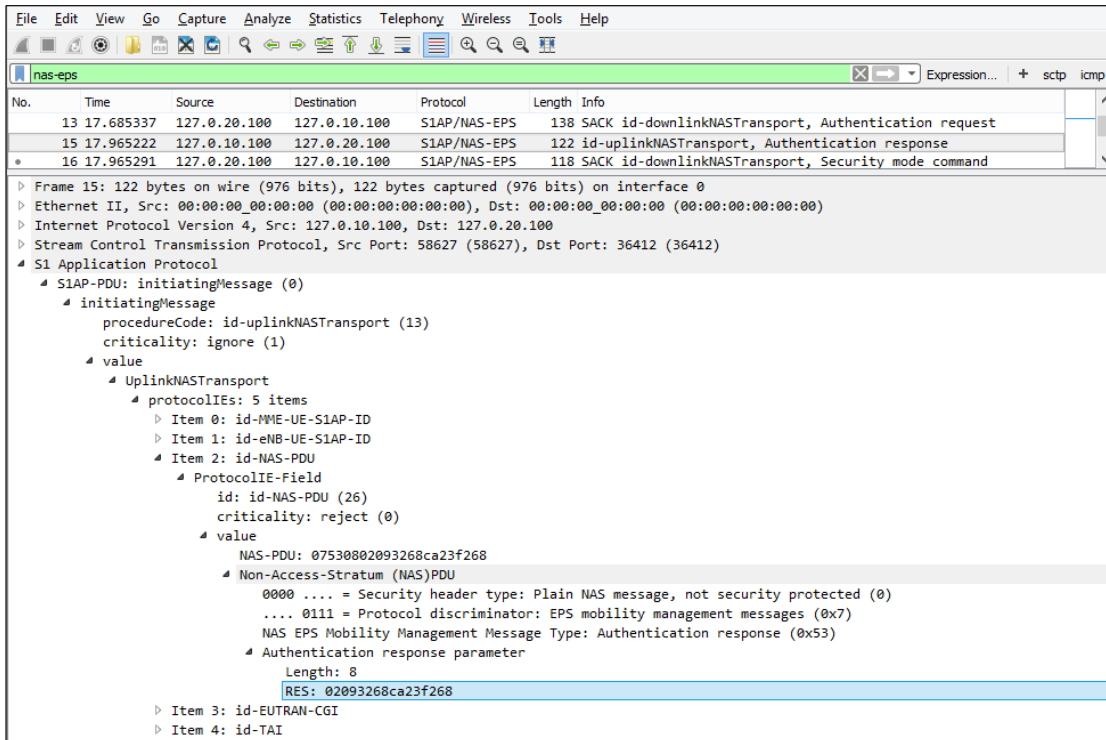 File Edit View Go Capture Analyze Statistics Telephony Wireless Tools Help
nas-eps Expression... + sctp icmp
No. Time Source Destination Protocol Length Info
13 17.685337 127.0.20.100 127.0.10.100 S1AP/NAS-EPS 138 SACK id-downlinkNASTransport, Authentication request
15 17.965222 127.0.10.100 127.0.20.100 S1AP/NAS-EPS 122 id-uplinkNASTransport, Authentication response
16 17.965291 127.0.20.100 127.0.10.100 S1AP/NAS-EPS 118 SACK id-downlinkNASTransport, Security mode command
Frame 15: 122 bytes on wire (976 bits), 122 bytes captured (976 bits) on interface 0
Ethernet II, Src: 00:00:00_00:00:00 (00:00:00:00:00:00), Dst: 00:00:00_00:00:00 (00:00:00:00:00:00)
Internet Protocol Version 4, Src: 127.0.10.100, Dst: 127.0.20.100
Stream Control Transmission Protocol, Src Port: 58627 (58627), Dst Port: 36412 (36412)
S1 Application Protocol
S1AP-PDU: initiatingMessage (0)
initiatingMessage
procedureCode: id-uplinkNASTransport (13)
criticality: ignore (1)
value
UplinkNASTransport
protocolIEs: 5 items
Item 0: id-MME-UE-S1AP-ID
Item 1: id-eNB-UE-S1AP-ID
Item 2: id-NAS-PDU
ProtocolIE-Field
id: id-NAS-PDU (26)
criticality: reject (0)
value
NAS-PDU: 07530802093268ca23f268
Non-Access-Stratum (NAS)PDU
0000 .... = Security header type: Plain NAS message, not security protected (0)
.... 0111 = Protocol discriminator: EPS mobility management messages (0x7)
NAS EPS Mobility Management Message Type: Authentication response (0x53)
Authentication response parameter
Length: 8
RES: 02093268ca23f268
Item 3: id-EUTRAN-CGI
Item 4: id-TAI